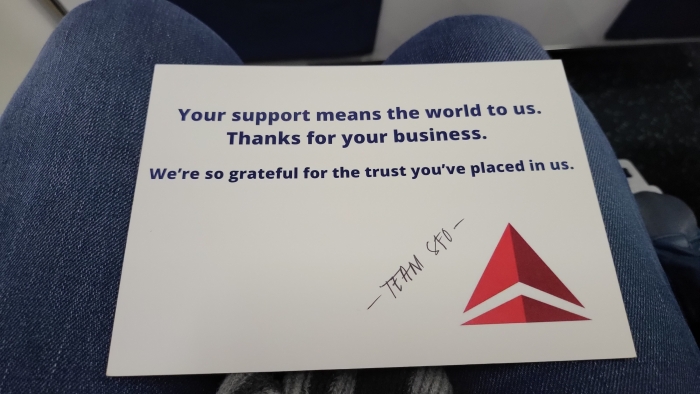 Your support means the world to us.
Thanks for your business.
We're so grateful for the trust you've placed in us.
- TEAM SFO -